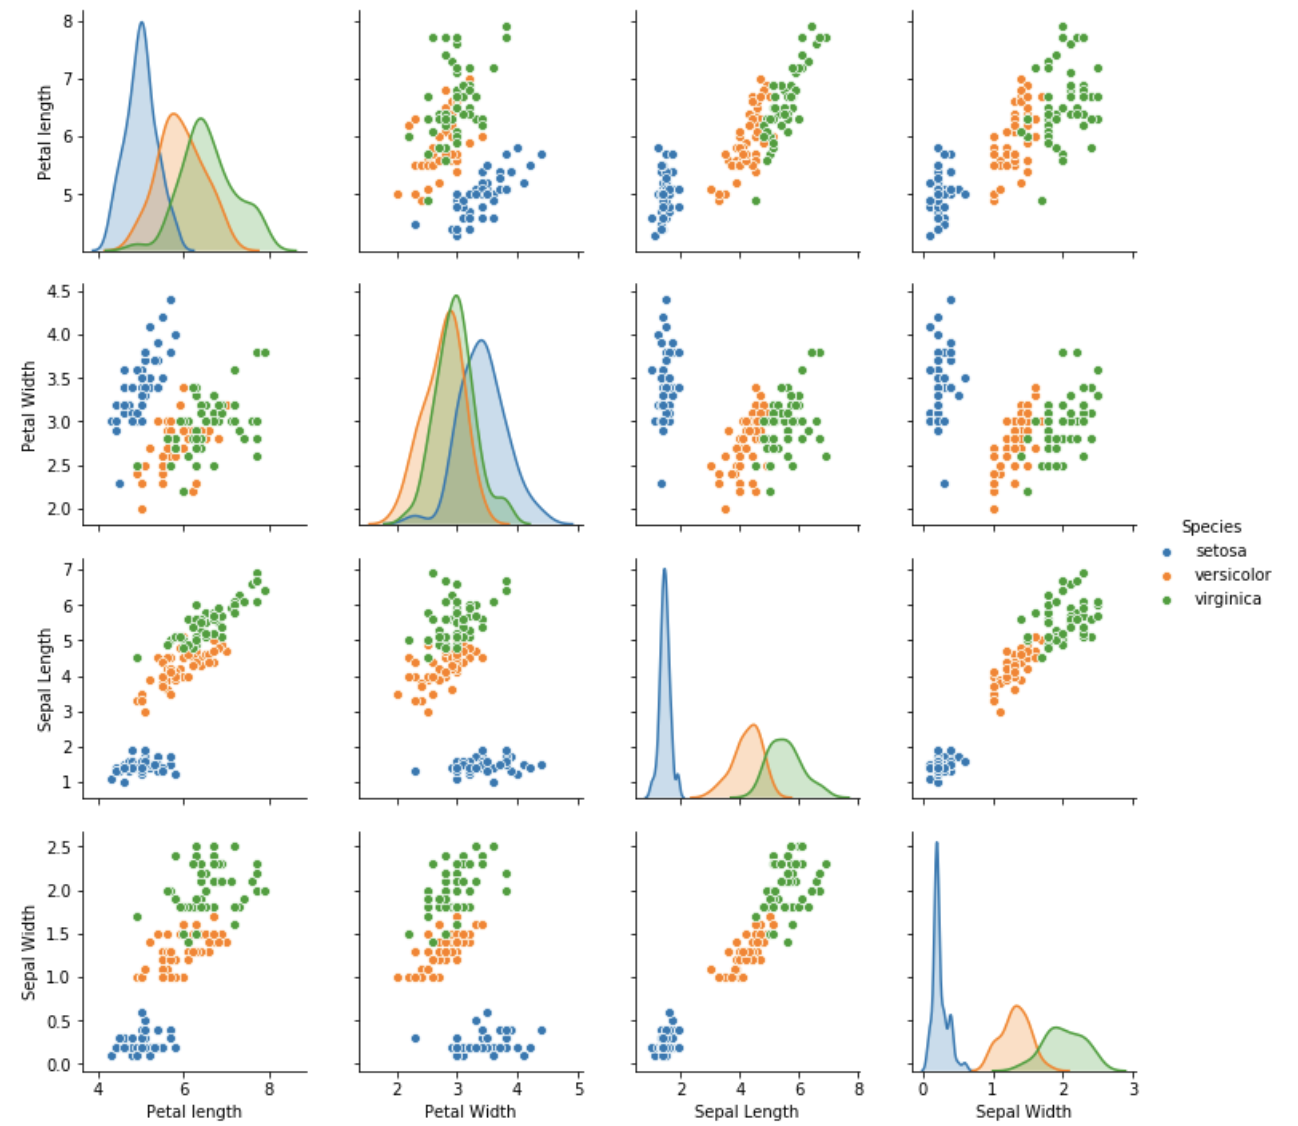 8
7
6
5
Petal length
4.5
4.0
3.5
3.0
2.5
2.0
Petal Width
Species
setosa
versicolor
virginica
7
6
5
4
3
2
1
Sepal Length
2.5
2.0
1.5
1.0
0.5
0.0
Sepal Width
4 6 8 2 3 4 5 2 4 6 8 0 1 2 3
Petal length Petal Width Sepal Length Sepal Width